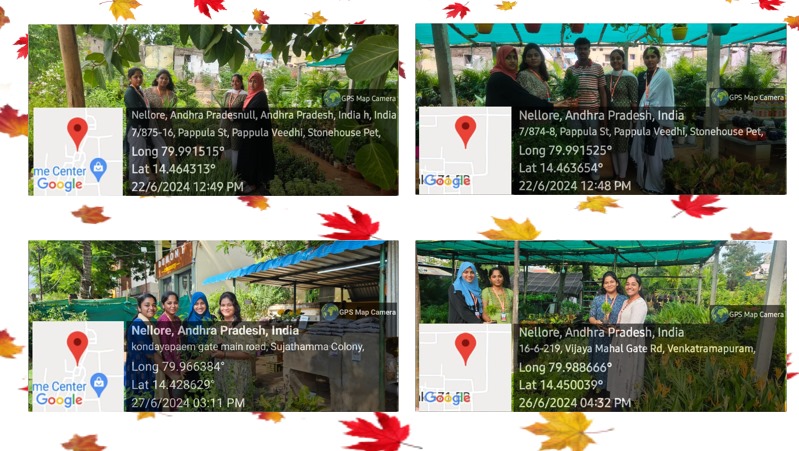 GPS Map Camera
Nellore, Andhra Pradesnull, Andhra Pradesh, India h, India
7/875-16, Pappula St, Pappula Veedhi, Stonehouse Pet,
Long 79.991515°
Lat 14.464313°
22/6/2024 12:49 PM
me Center
Google
GPS Map Camera
Nellore, Andhra Pradesh, India
7/874-8, Pappula St, Pappula Veedhi, Stonehouse Pet,
Long 79.991525°
Lat 14.463654°
22/6/2024 12:48 PM
Google
GPS Map Camera
Nellore, Andhra Pradesh, India
kondayapaem gate main road, Sujathamma Colony,
Long 79.966384°
Lat 14.428629°
27/6/2024 03:11 PM
me Center
Google
GPS Map Camera
Nellore, Andhra Pradesh, India
16-6-219, Vijaya Mahal Gate Rd, Venkatramapuram,
Long 79.988666°
Lat 14.450039°
26/6/2024 04:32 PM
Google